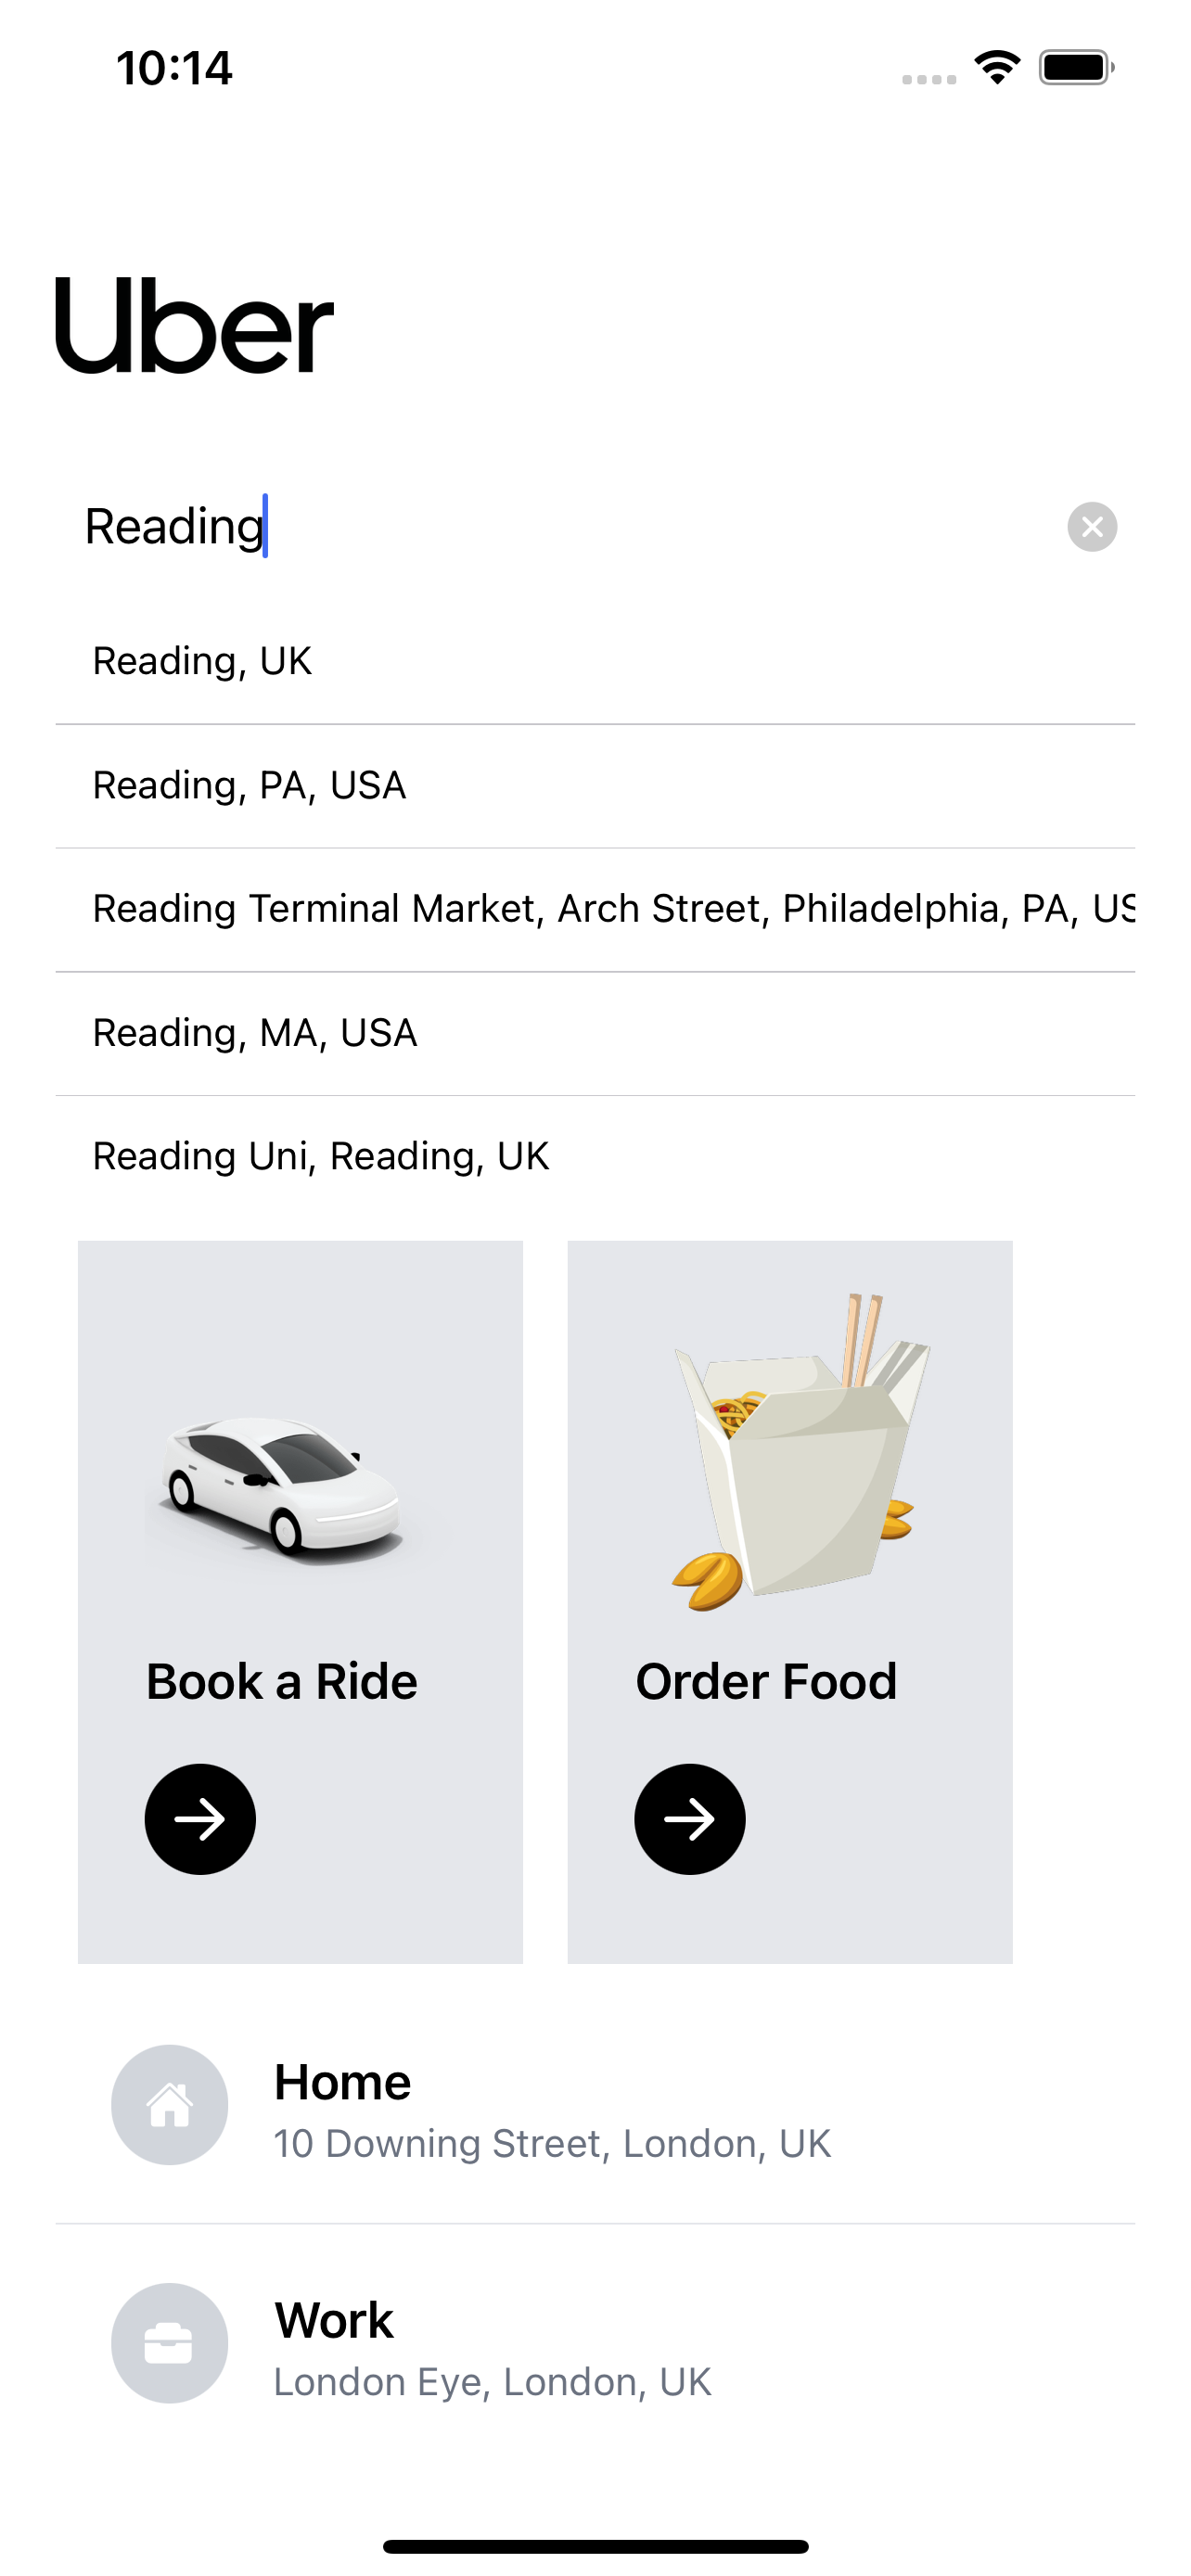 10:14
Uber
Reading
Reading, UK
Reading, PA, USA
Reading Terminal Market, Arch Street, Philadelphia, PA, US
Reading, MA, USA
Reading Uni, Reading, UK
Book a Ride
Order Food
Home
10 Downing Street, London, UK
Work
London Eye, London, UK